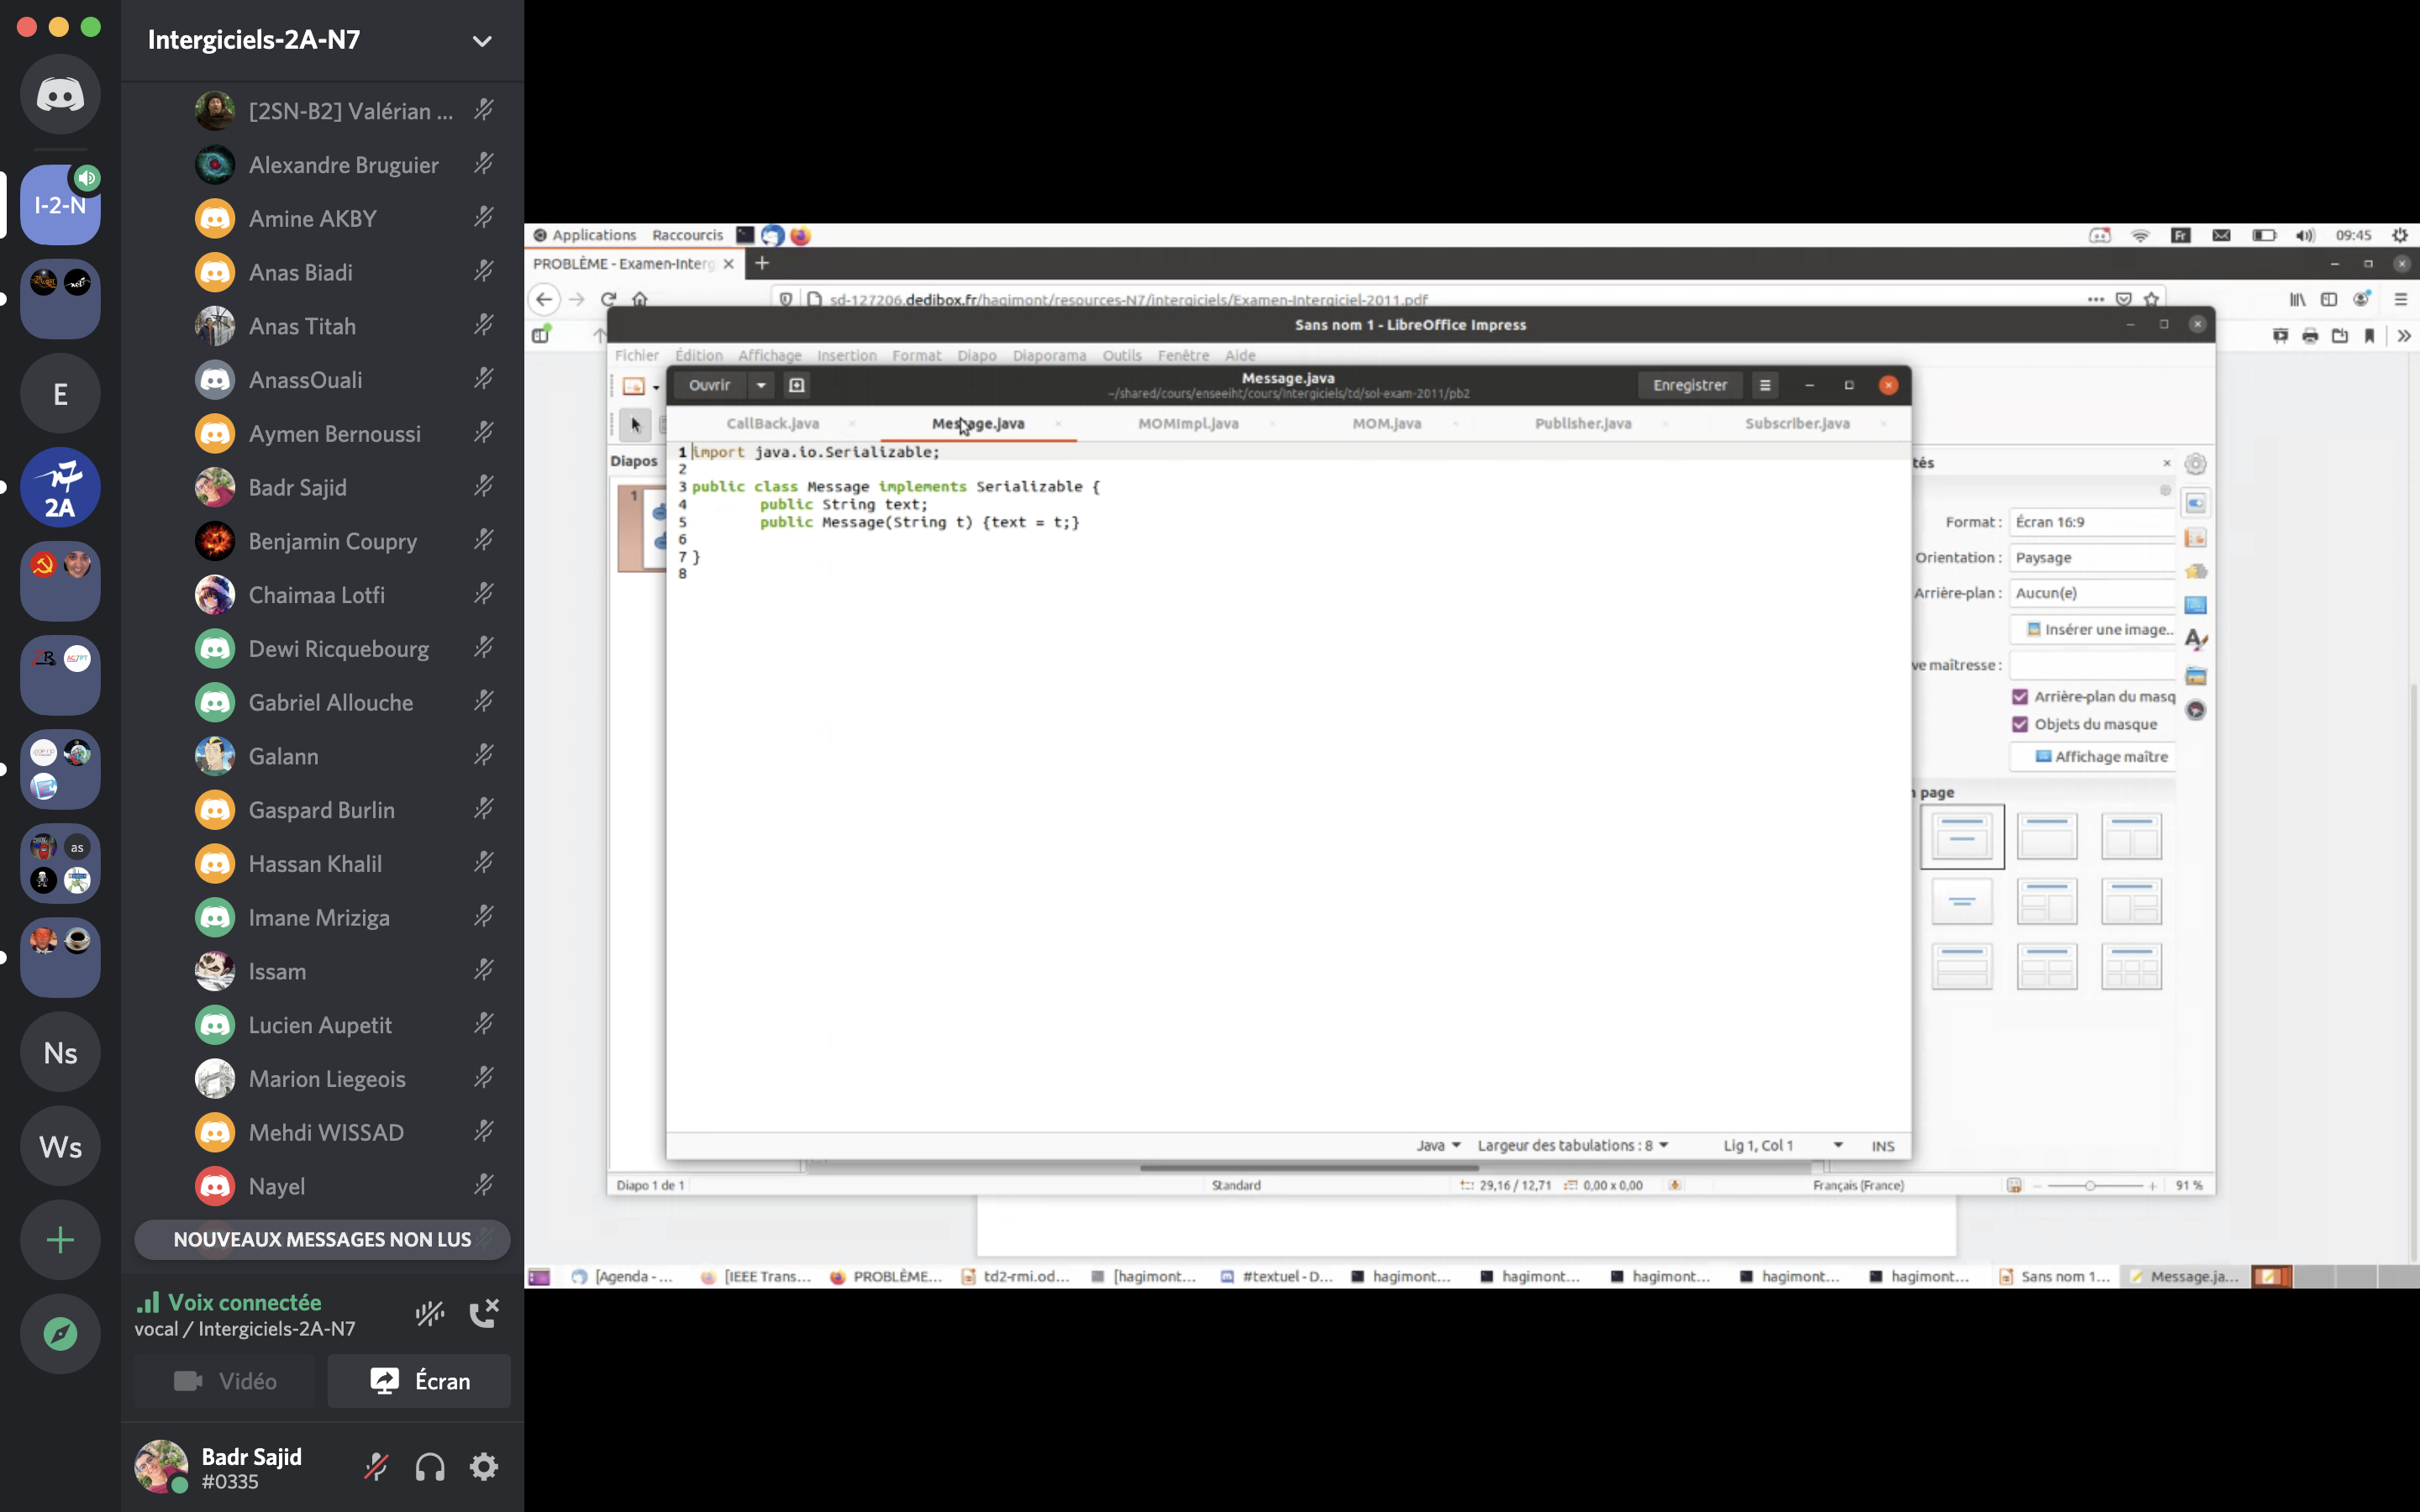 Intergiciels-2A-N7
[2SN-B2] Valérian ...
Alexandre Bruguier
I-2-N
Amine AKBY
Anas Biadi
Anas Titah
AnassOuali
E
Aymen Bernoussi
Badr Sajid
2A
Benjamin Coupry
Chaimaa Lotfi
Dewi Ricquebourg
Gabriel Allouche
Galann
Gaspard Burlin
as
Hassan Khalil
Imane Mriziga
Issam
Lucien Aupetit
Ns
Marion Liegeois
Mehdi WISSAD
Ws
Nayel
NOUVEAUX MESSAGES NON LUS
Voix connectée
vocal / Intergiciels-2A-N7
Vidéo
Écran
Badr Sajid
#0335
Applications Raccourcis
Fr
09:45
PROBLÈME - Examen-Interg
sd-127206.dedibox.fr/hagimont/resources-N7/intergiciels/Examen-Intergiciel-2011.pdf
Sans nom 1 - LibreOffice Impress
Fichier Édition Affichage Insertion Format Diapo Diaporama Outils Fenêtre Aide
Ouvrir
Message.java
~/shared/cours/enseeiht/cours/intergiciels/td/sol-exam-2011/pb2
Enregistrer
CallBack.java Message.java MOMImpl.java MOM.java Publisher.java Subscriber.java
Diapos
1
1 import java.io.Serializable;
2
3 public class Message implements Serializable {
4 public String text;
5 public Message(String t) {text = t;}
6
7 }
8
tés
Format : Écran 16:9
Orientation : Paysage
Arrière-plan : Aucun(e)
Insérer une image..
ve maîtresse :
Arrière-plan du masq
Objets du masque
Affichage maître
n page
Java Largeur des tabulations : 8 Lig 1, Col 1 INS
Diapo 1 de 1 Standard 29,16 / 12,71 0,00 x 0,00 Français (France) 91 %
[Agenda - ... [IEEE Trans... PROBLÈME... td2-rmi.od... [hagimont... #textuel - D... hagimont... hagimont... hagimont... hagimont... hagimont... Sans nom 1... Message.ja...